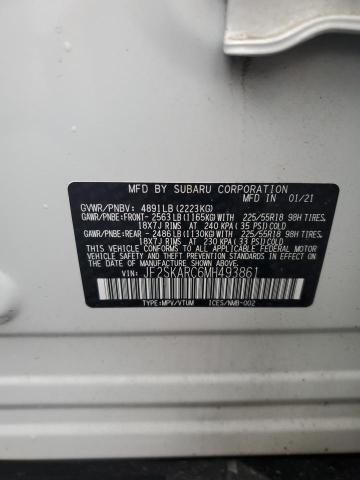 MFD BY SUBARU CORPORATION
MFD IN 01/21
GVWR/PNBV: 4891LB(2223KG)
GAWR/PNBE:FRONT- 2563LB(1165KG)WITH 225/55R18 98H TIRES,
18X7J RIMS AT 240 KPA(35 PSI)COLD
GAWR/PNBE:REAR - 2486LB(1130KG)WITH 225/55R18 98H TIRES,
18X7J RIMS AT 230 KPA(33 PSI)COLD
THIS VEHICLE CONFORMS TO ALL APPLICABLE
FEDERAL MOTOR VEHICLE SAFETY, BUMPER, AND
THEFT PREVENTION STANDARDS IN EFFECT ON
THE DATE OF MANUFACTURE SHOWN ABOVE.
VIN: JF2SKARC6MH493861
TYPE:MPV/VTUM ICES/NMB-002